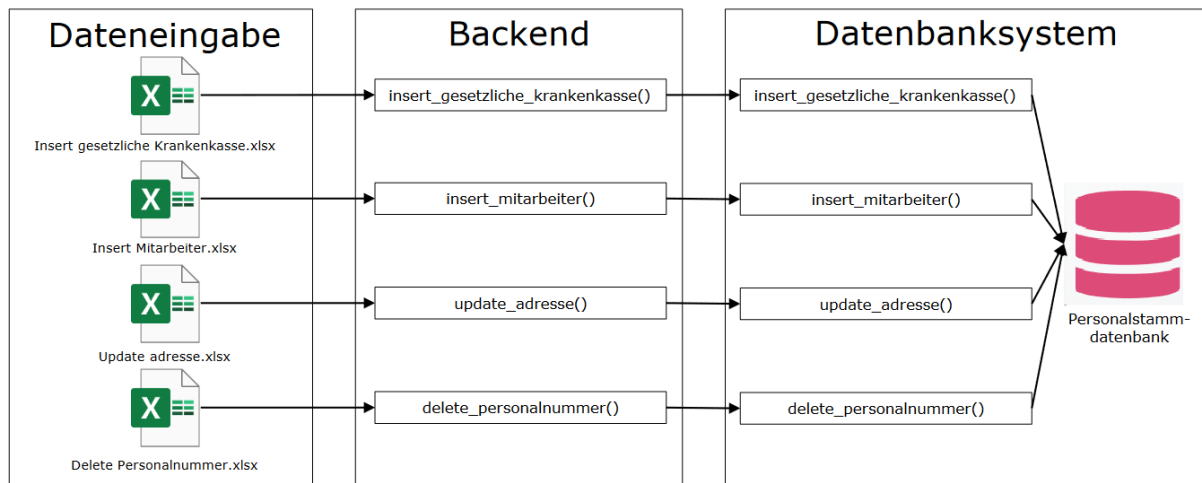 Dateneingabe
Backend
Datenbanksystem
X
insert_gesetzliche_krankenkasse()
insert_gesetzliche_krankenkasse()
Insert gesetzliche Krankenkasse.xlsx
X
insert_mitarbeiter()
insert_mitarbeiter()
Insert Mitarbeiter.xlsx
X
update_adresse()
update_adresse()
Personalstamm-
datenbank
Update adresse.xlsx
X
delete_personalnummer()
delete_personalnummer()
Delete Personalnummer.xlsx